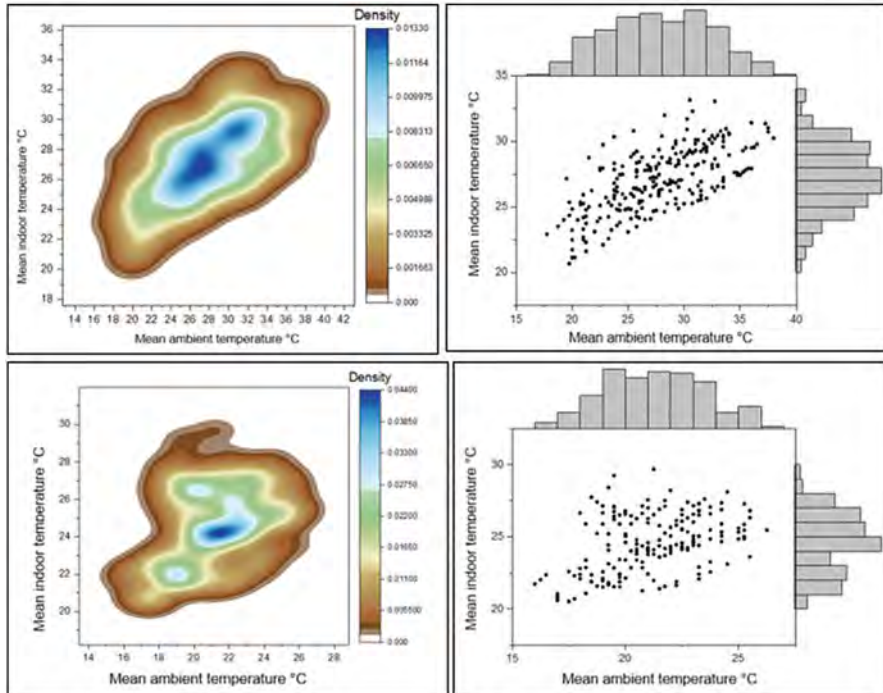 Density
36
34
32
30
28
26
24
22
20
18
Mean indoor temperature °C
14 16 18 20 22 24 26 28 30 32 34 36 38 40 42
Mean ambient temperature °C
0.01330
0.01164
0.009975
0.008313
0.006650
0.004988
0.003325
0.001663
0.000
35
30
25
20
Mean indoor temperature °C
15 20 25 30 35 40
Mean ambient temperature °C
Density
30
28
26
24
22
20
Mean indoor temperature °C
14 16 18 20 22 24 26 28
Mean ambient temperature °C
0.04400
0.03850
0.03300
0.02750
0.02200
0.01650
0.01100
0.005500
0.000
30
25
20
Mean indoor temperature °C
15 20 25
Mean ambient temperature °C